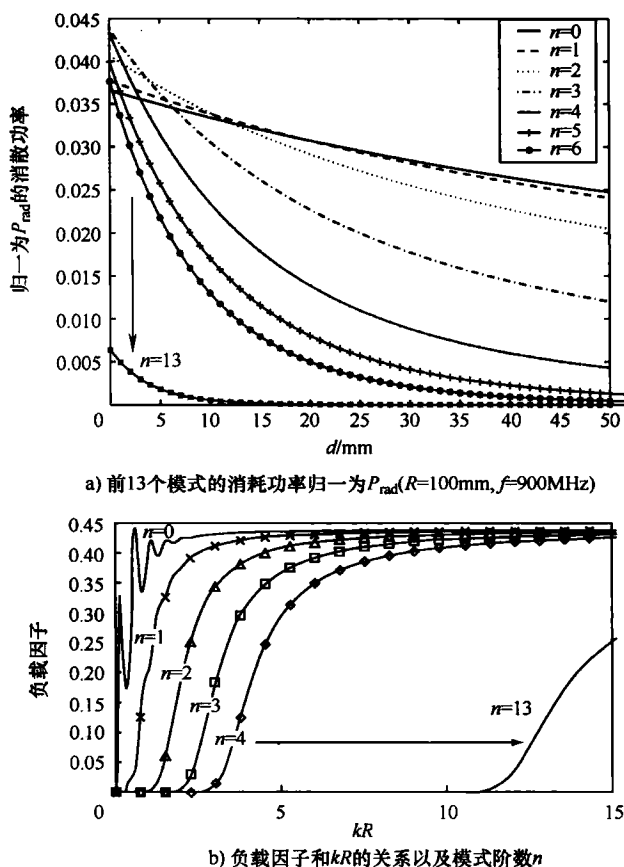 归一为Prad的消散功率
0.045
0.040
0.035
0.030
0.025
0.020
0.015
0.010
0.005
n=0
n=1
n=2
n=3
n=4
n=5
n=6
n=13
0 5 10 15 20 25 30 35 40 45 50
d/mm
a) 前13个模式的消耗功率归一为Prad(R=100mm, f=900MHz)
负载因子
0.45
0.40
0.35
0.30
0.25
0.20
0.15
0.10
0.05
n=0
n=1
n=2
n=3
n=4
n=13
0 5 10 15
kR
b) 负载因子和kR的关系以及模式阶数n